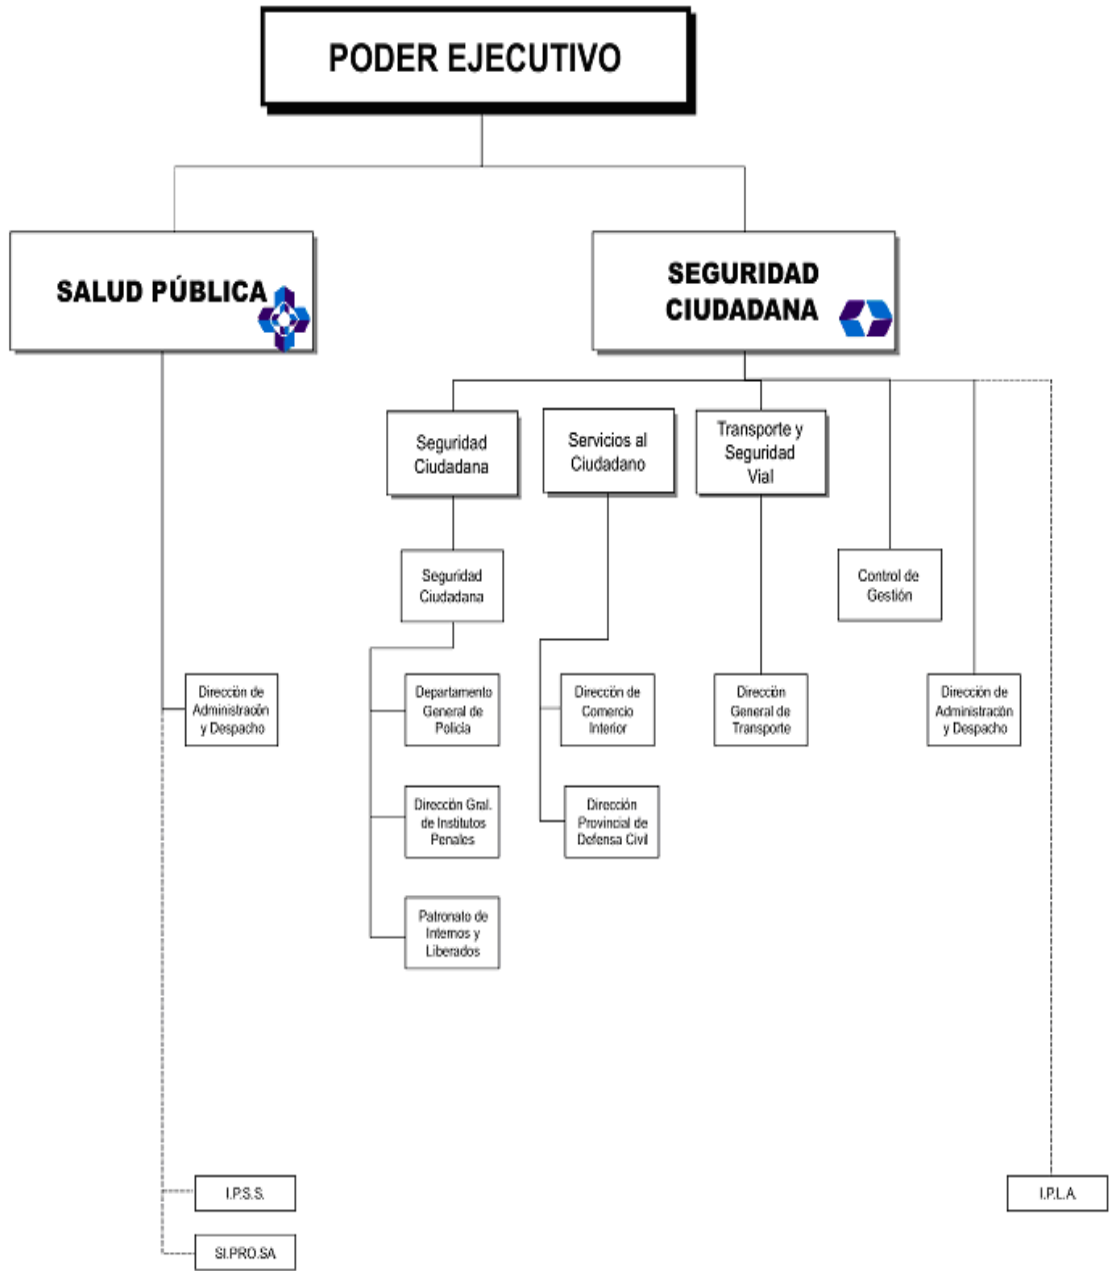 PODER EJECUTIVO
SALUD PÚBLICA
SEGURIDAD
CIUDADANA
Seguridad
Ciudadana
Servicios al
Ciudadano
Transporte y
Seguridad
Vial
Seguridad
Ciudadana
Control de
Gestión
Dirección de
Administración
y Despacho
Departamento
General de
Policía
Dirección de
Comercio
Interior
Dirección
General de
Transporte
Dirección de
Administración
y Despacho
Dirección Gral.
de Institutos
Penales
Dirección
Provincial de
Defensa Civil
Patronato de
Internos y
Liberados
I.P.S.S.
I.P.L.A.
SI.PRO.SA